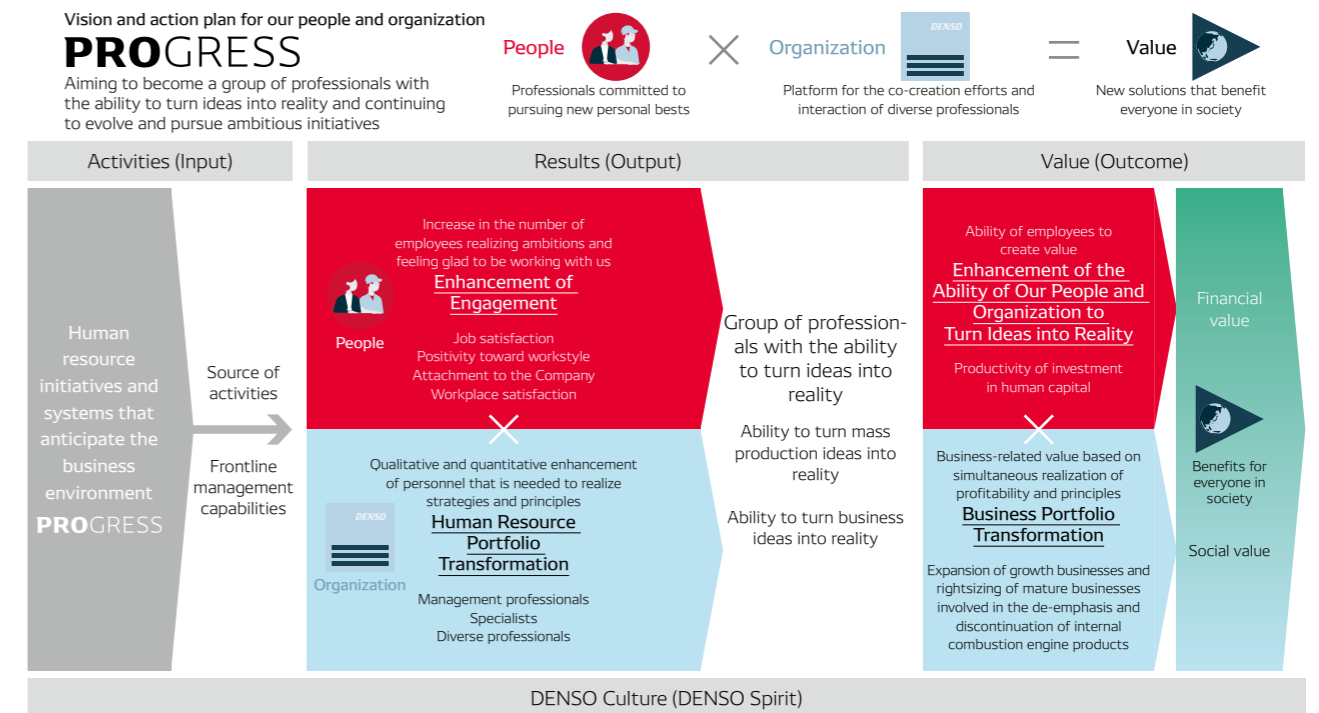 Vision and action plan for our people and organization
PROGRESS
Aiming to become a group of professionals with
the ability to turn ideas into reality and continuing
to evolve and pursue ambitious initiatives
People
Professionals committed to
pursuing new personal bests
×
Organization
DENSO
Platform for the co-creation efforts and
interaction of diverse professionals
=
Value
New solutions that benefit
everyone in society
Activities (Input)
Results (Output)
Value (Outcome)
Human
resource
initiatives and
systems that
anticipate the
business
environment
PROGRESS
Source of
activities
Frontline
management
capabilities
People
Increase in the number of
employees realizing ambitions and
feeling glad to be working with us
Enhancement of
Engagement
Job satisfaction
Positivity toward workstyle
Attachment to the Company
Workplace satisfaction
×
DENSO
Organization
Qualitative and quantitative enhancement
of personnel that is needed to realize
strategies and principles
Human Resource
Portfolio
Transformation
Management professionals
Specialists
Diverse professionals
Group of profession-
als with the ability
to turn ideas into
reality
Ability to turn mass
production ideas into
reality
Ability to turn business
ideas into reality
Ability of employees to
create value
Enhancement of the
Ability of Our People and
Organization to
Turn Ideas into Reality
Productivity of investment
in human capital
×
Business-related value based on
simultaneous realization of
profitability and principles
Business Portfolio
Transformation
Expansion of growth businesses and
rightsizing of mature businesses
involved in the de-emphasis and
discontinuation of internal
combustion engine products
Financial
value
Benefits for
everyone in
society
Social value
DENSO Culture (DENSO Spirit)